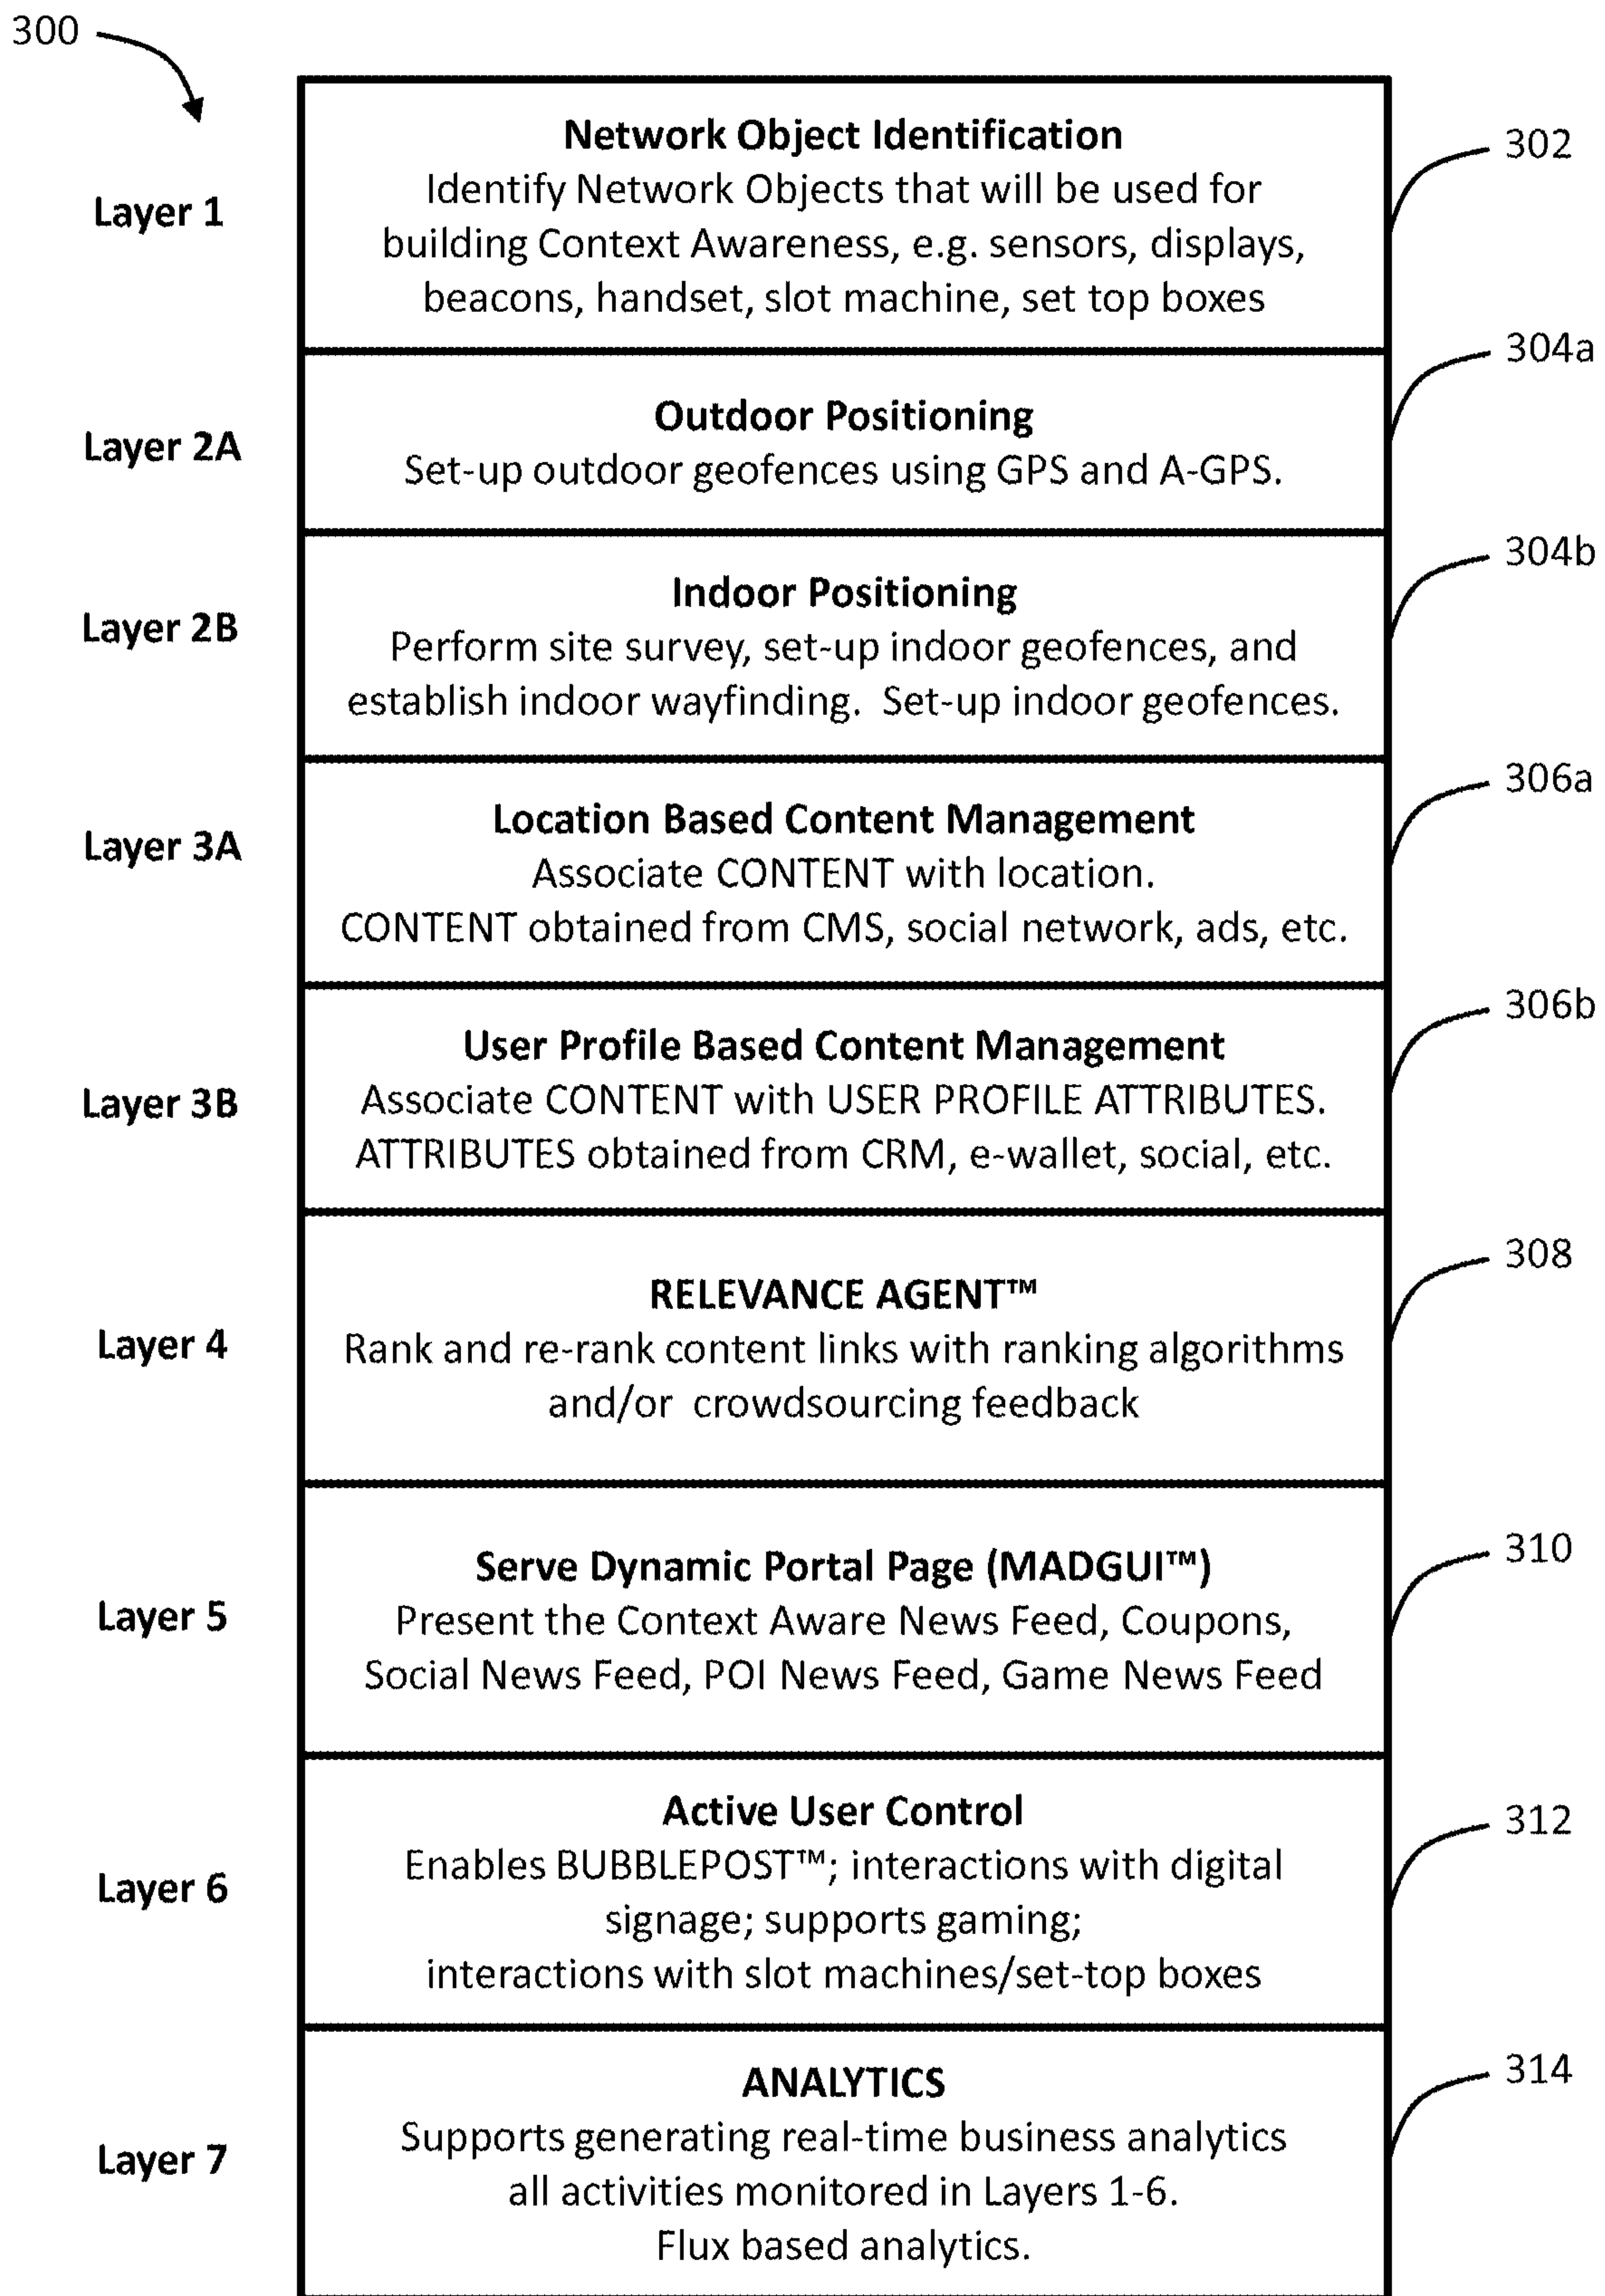 300
Network Object Identification
302
Identify Network Objects that will be used for
Layer 1
building Context Awareness, e.g. sensors, displays,
beacons, handset, slot machine, set top boxes
304a
Outdoor Positioning
Layer 2A
Set-up outdoor geofences using GPS and A-GPS.
304b
Indoor Positioning
Layer 2B
Perform site survey, set-up indoor geofences, and
establish indoor wayfinding.  Set-up indoor geofences.
306a
Location Based Content Management
Layer 3A
Associate CONTENT with location.
CONTENT obtained from CMS, social network, ads, etc.
306b
User Profile Based Content Management
Layer 3B
Associate CONTENT with USER PROFILE ATTRIBUTES.
ATTRIBUTES obtained from CRM, e-wallet, social, etc.
308
RELEVANCE AGENT™
Layer 4
Rank and re-rank content links with ranking algorithms
and/or  crowdsourcing feedback
310
Serve Dynamic Portal Page (MADGUI™)
Layer 5
Present the Context Aware News Feed, Coupons,
Social News Feed, POI News Feed, Game News Feed
312
Active User Control
Layer 6
Enables BUBBLEPOST™; interactions with digital
signage; supports gaming;
interactions with slot machines/set-top boxes
314
ANALYTICS
Layer 7
Supports generating real-time business analytics
all activities monitored in Layers 1-6.
Flux based analytics.